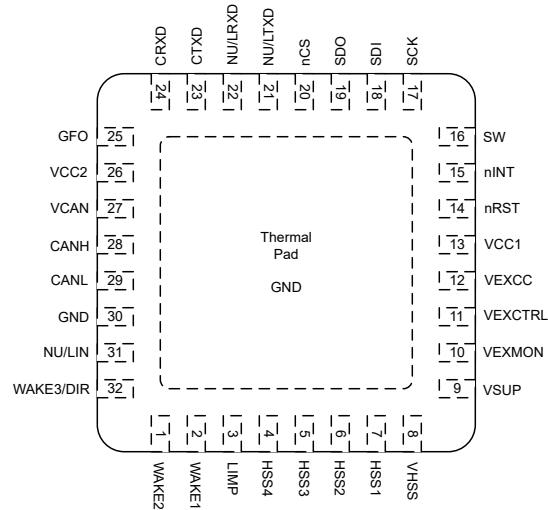 CRXD
CTXD
NU/LRXD
NU/LTXD
nCS
SDO
SDI
SCK
24
23
22
21
20
19
18
17
GFO 25
VCC2 26
VCAN 27
CANH 28
CANL 29
GND 30
NU/LIN 31
WAKE3/DIR 32
Thermal
Pad
GND
16 SW
15 nINT
14 nRST
13 VCC1
12 VEXCC
11 VEXCTRL
10 VEXMON
9 VSUP
1
2
3
4
5
6
7
8
WAKE2
WAKE1
LIMP
HSS4
HSS3
HSS2
HSS1
VHSS